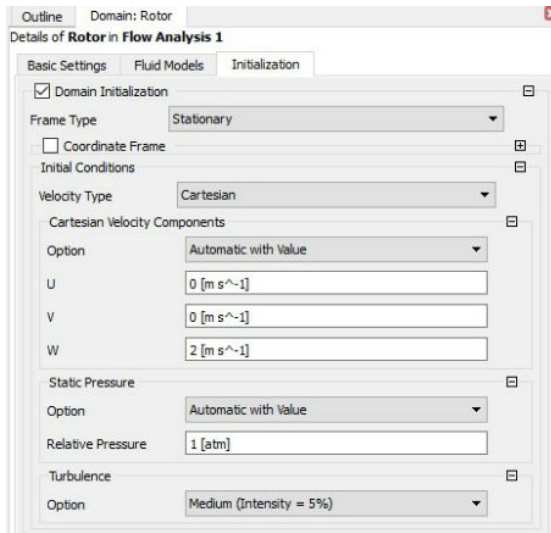 Outline Domain: Rotor
Details of Rotor in Flow Analysis 1
Basic Settings Fluid Models Initialization
Domain Initialization
Frame Type Stationary
Coordinate Frame
Initial Conditions
Velocity Type Cartesian
Cartesian Velocity Components
Option Automatic with Value
U 0 [m s^-1]
V 0 [m s^-1]
W 2 [m s^-1]
Static Pressure
Option Automatic with Value
Relative Pressure 1 [atm]
Turbulence
Option Medium (Intensity = 5%)